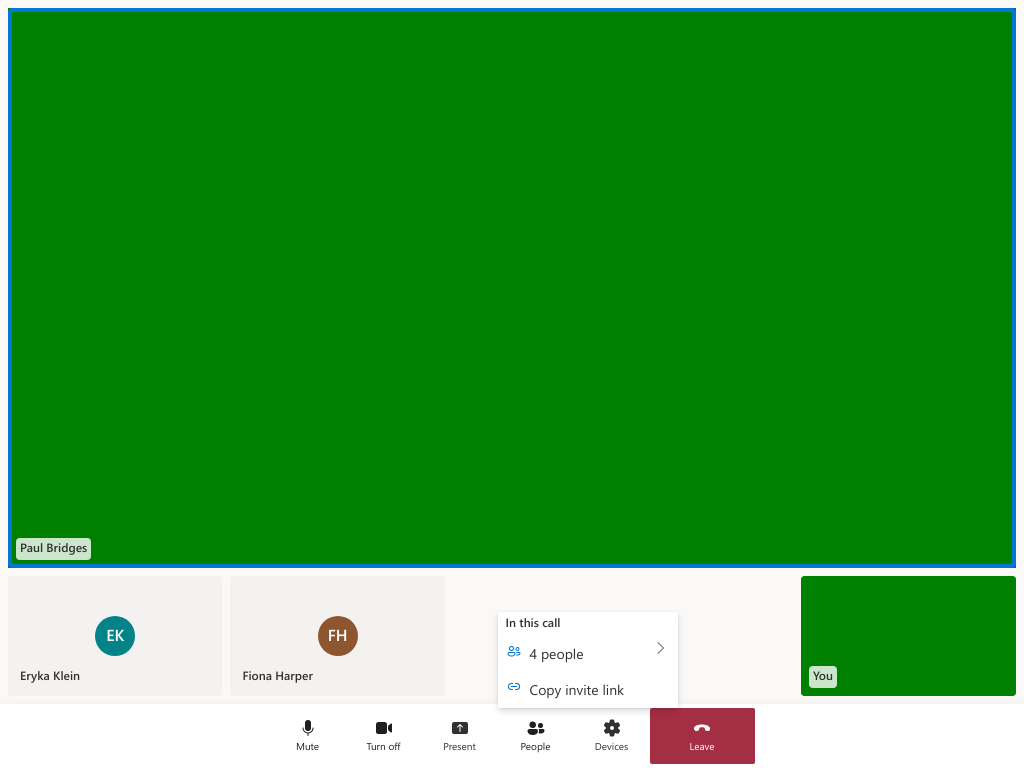 Paul Bridges
EK
Eryka Klein
FH
Fiona Harper
In this call
4 people
Copy invite link
You
Mute
Turn off
Present
People
Devices
Leave